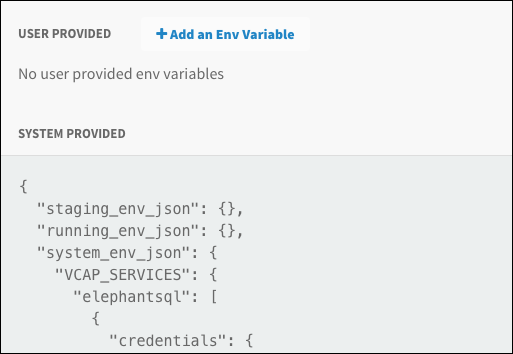 USER PROVIDED
+ Add an Env Variable
No user provided env variables
SYSTEM PROVIDED
{
  "staging_env_json": {},
  "running_env_json": {},
  "system_env_json": {
    "VCAP_SERVICES": {
      "elephantsql": [
        {
          "credentials": {